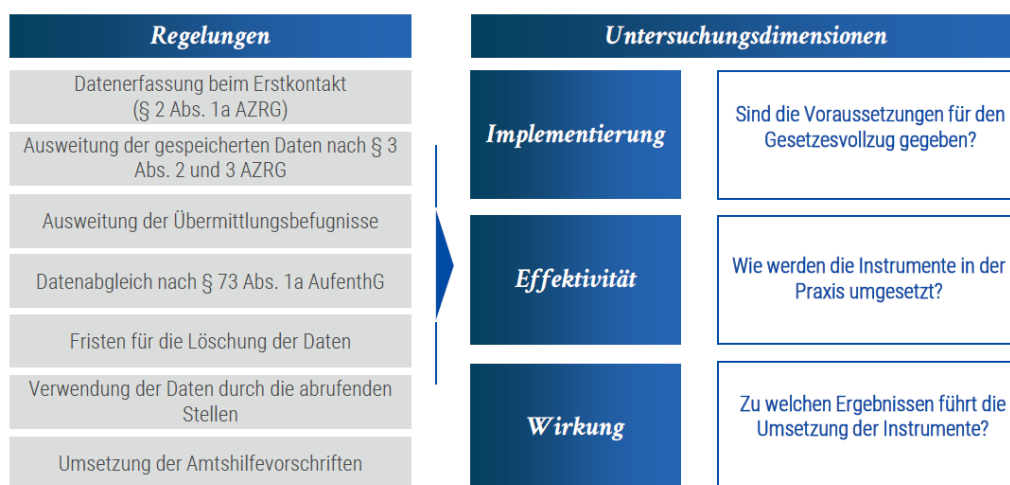 Regelungen
Datenerfassung beim Erstkontakt
(§ 2 Abs. 1a AZRG)
Ausweitung der gespeicherten Daten nach § 3
Abs. 2 und 3 AZRG
Ausweitung der Übermittlungsbefugnisse
Datenabgleich nach § 73 Abs. 1a AufenthG
Fristen für die Löschung der Daten
Verwendung der Daten durch die abrufenden
Stellen
Umsetzung der Amtshilfevorschriften
Untersuchungsdimensionen
Implementierung
Sind die Voraussetzungen für den
Gesetzesvollzug gegeben?
Effektivität
Wie werden die Instrumente in der
Praxis umgesetzt?
Wirkung
Zu welchen Ergebnissen führt die
Umsetzung der Instrumente?